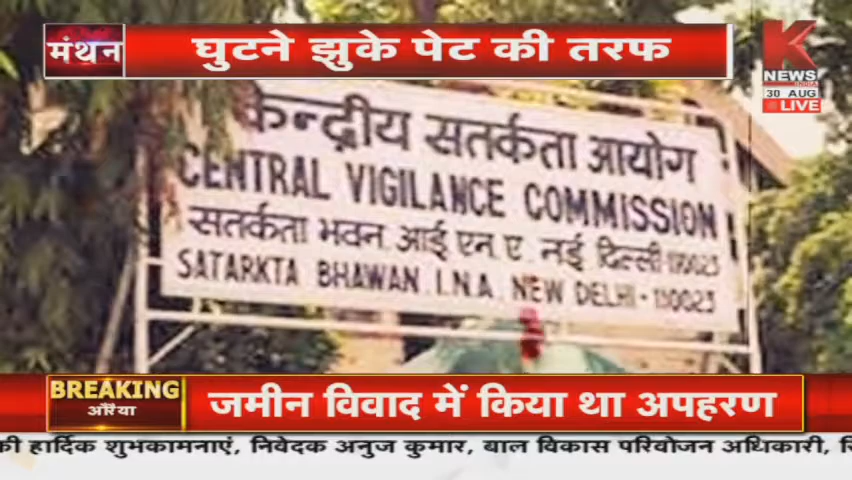 मंथन
घुटने झुके पेट की तरफ
K
NEWS
INDIA
30 AUG
LIVE
केन्द्रीय सतर्कता आयोग
CENTRAL VIGILANCE COMMISSION
सतर्कता भवन, आई एन ए, नई दिल्ली-110023
SATARKTA BHAWAN, I.N.A, NEW DELHI - 110023
BREAKING
औरैया
जमीन विवाद में किया था अपहरण
की हार्दिक शुभकामनाएं, निवेदक अनुज कुमार, बाल विकास परियोजन अधिकारी,